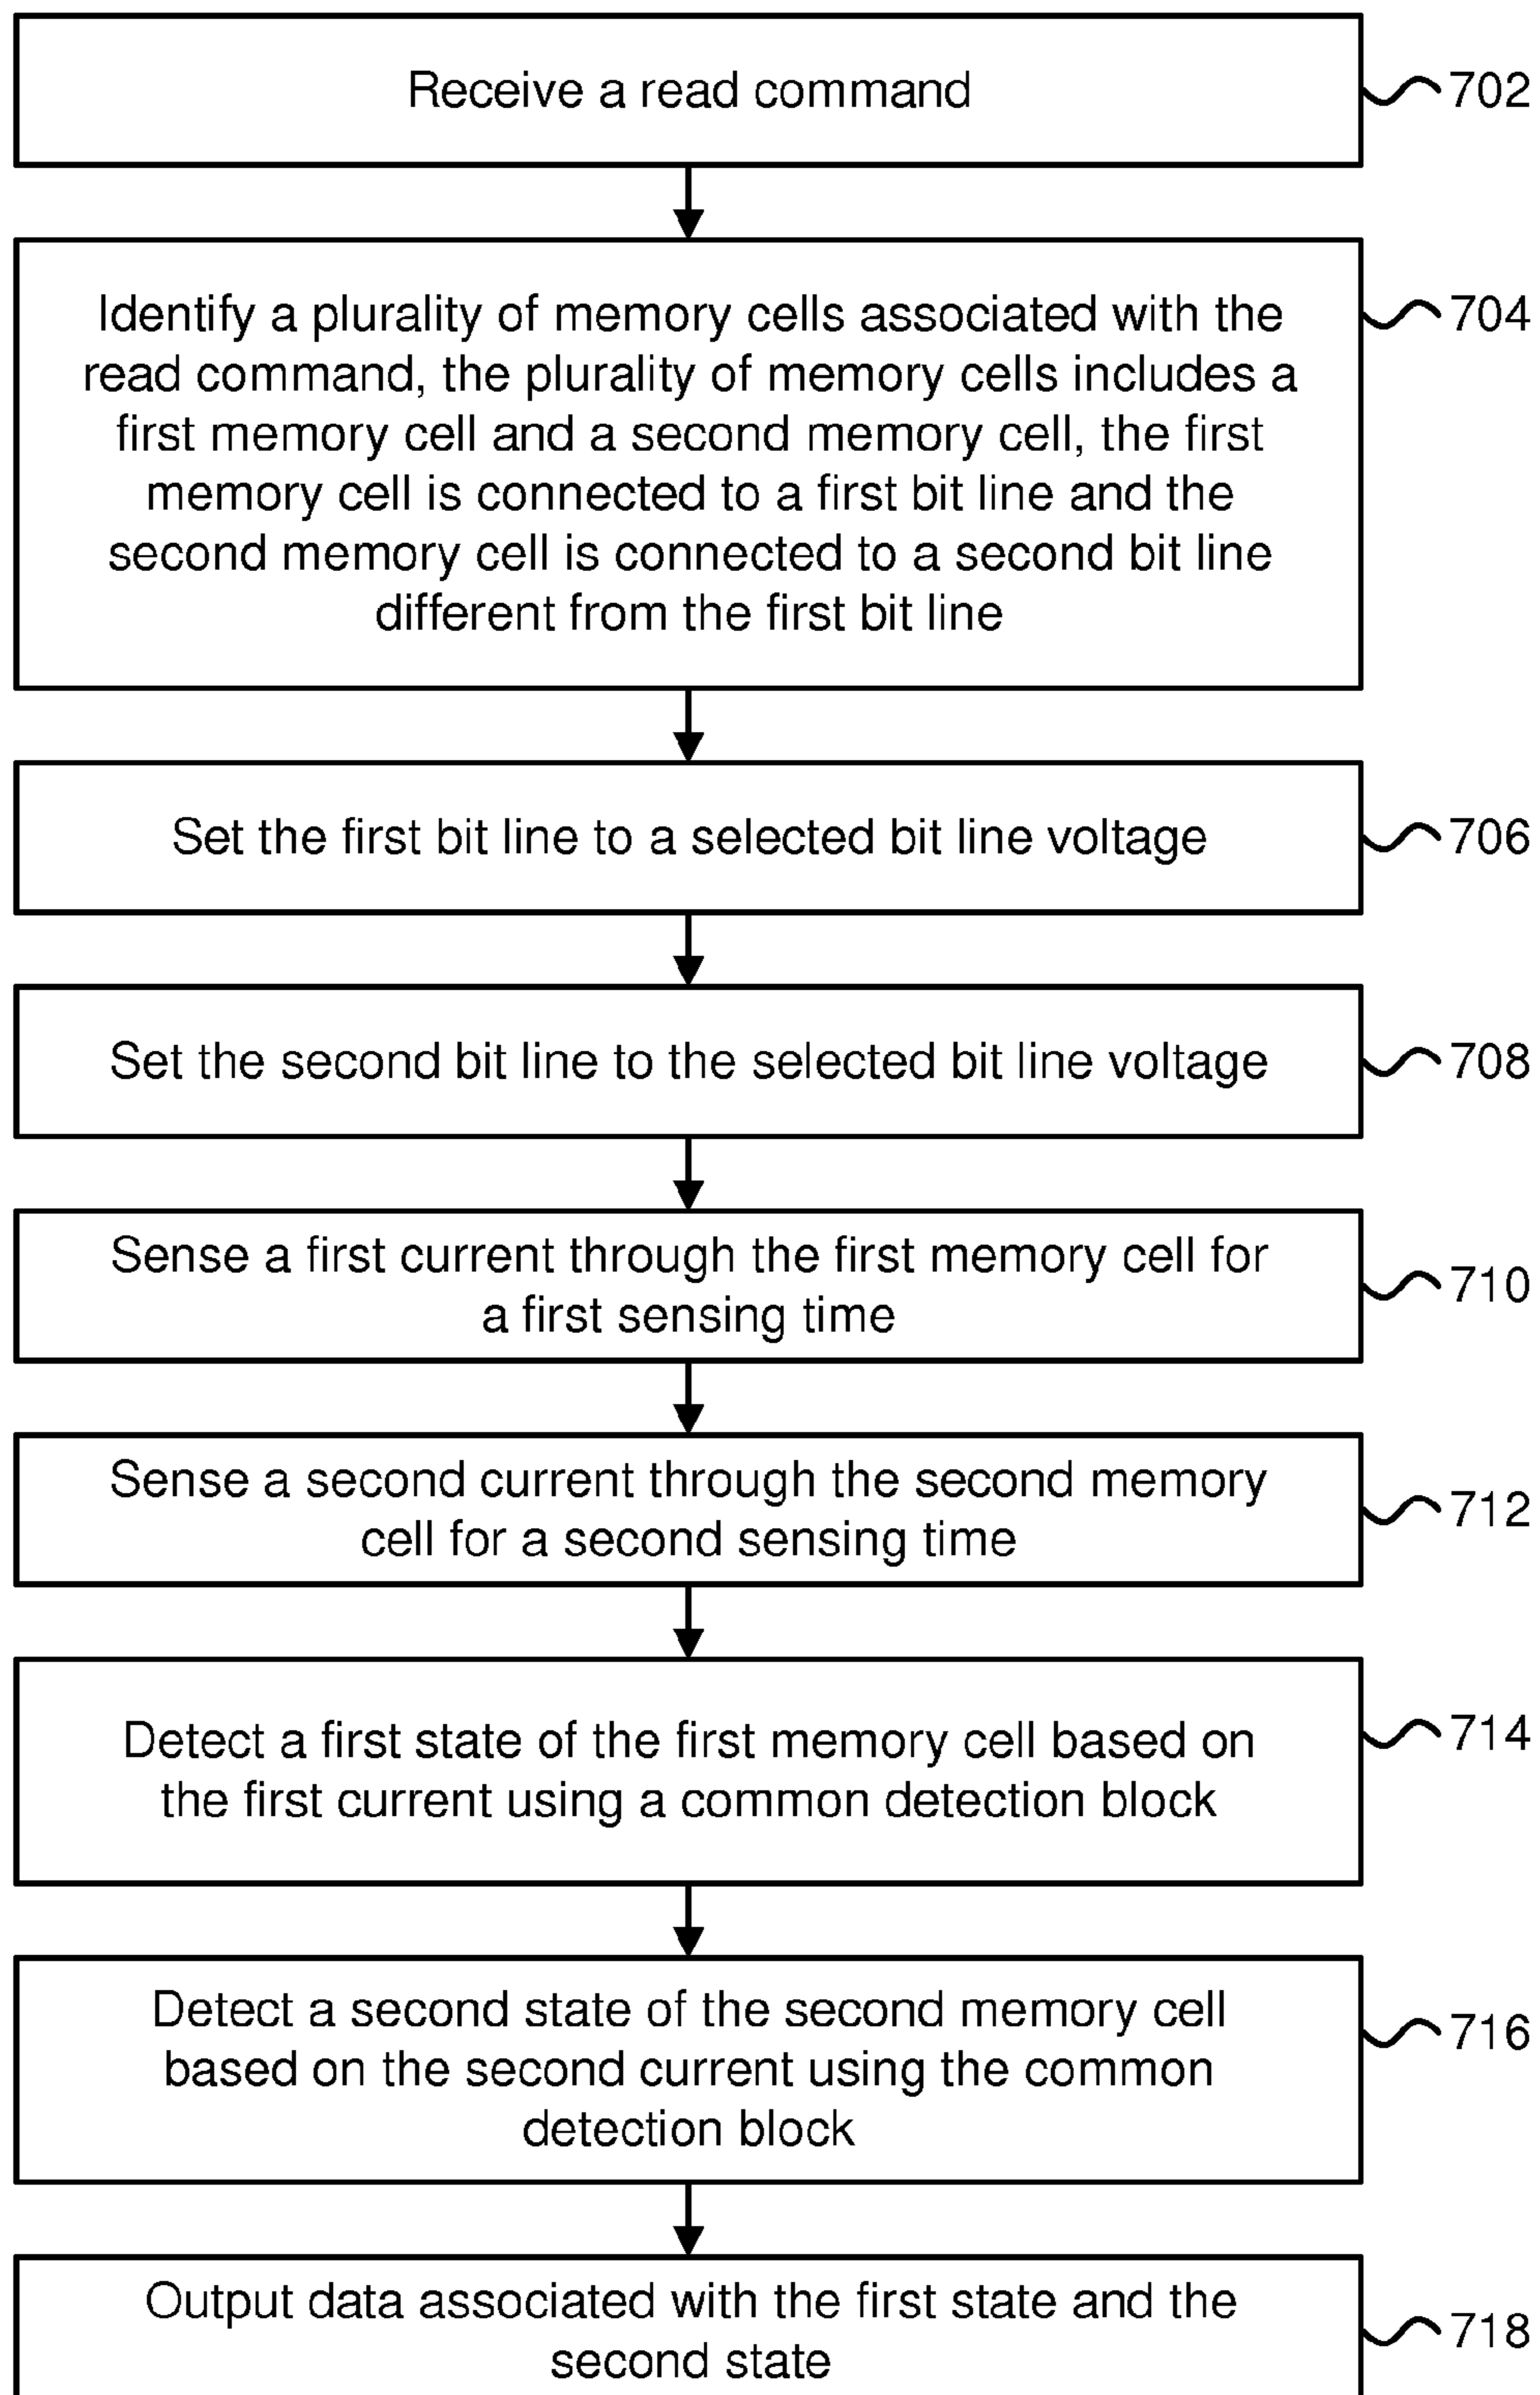 Receive a read command
702
Identify a plurality of memory cells associated with the
read command, the plurality of memory cells includes a
first memory cell and a second memory cell, the first
memory cell is connected to a first bit line and the
second memory cell is connected to a second bit line
different from the first bit line
704
Set the first bit line to a selected bit line voltage
706
Set the second bit line to the selected bit line voltage
708
Sense a first current through the first memory cell for
a first sensing time
710
Sense a second current through the second memory
cell for a second sensing time
712
Detect a first state of the first memory cell based on
the first current using a common detection block
714
Detect a second state of the second memory cell
based on the second current using the common
detection block
716
Output data associated with the first state and the
second state
718